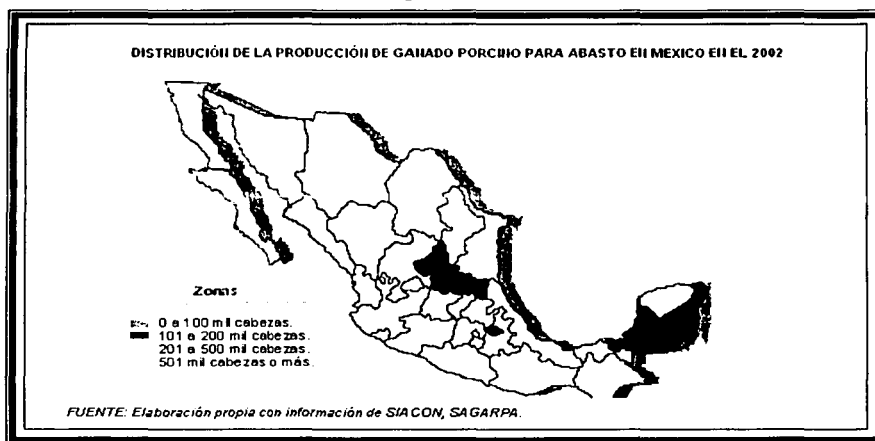 DISTRIBUCIÓN DE LA PRODUCCIÓN DE GANADO PORCINO PARA ABASTO EN MEXICO EN EL 2002
Zonas
0 a 100 mil cabezas.
101 a 200 mil cabezas.
201 a 500 mil cabezas.
501 mil cabezas o más.
FUENTE: Elaboración propia con información de SIACON, SAGARPA.